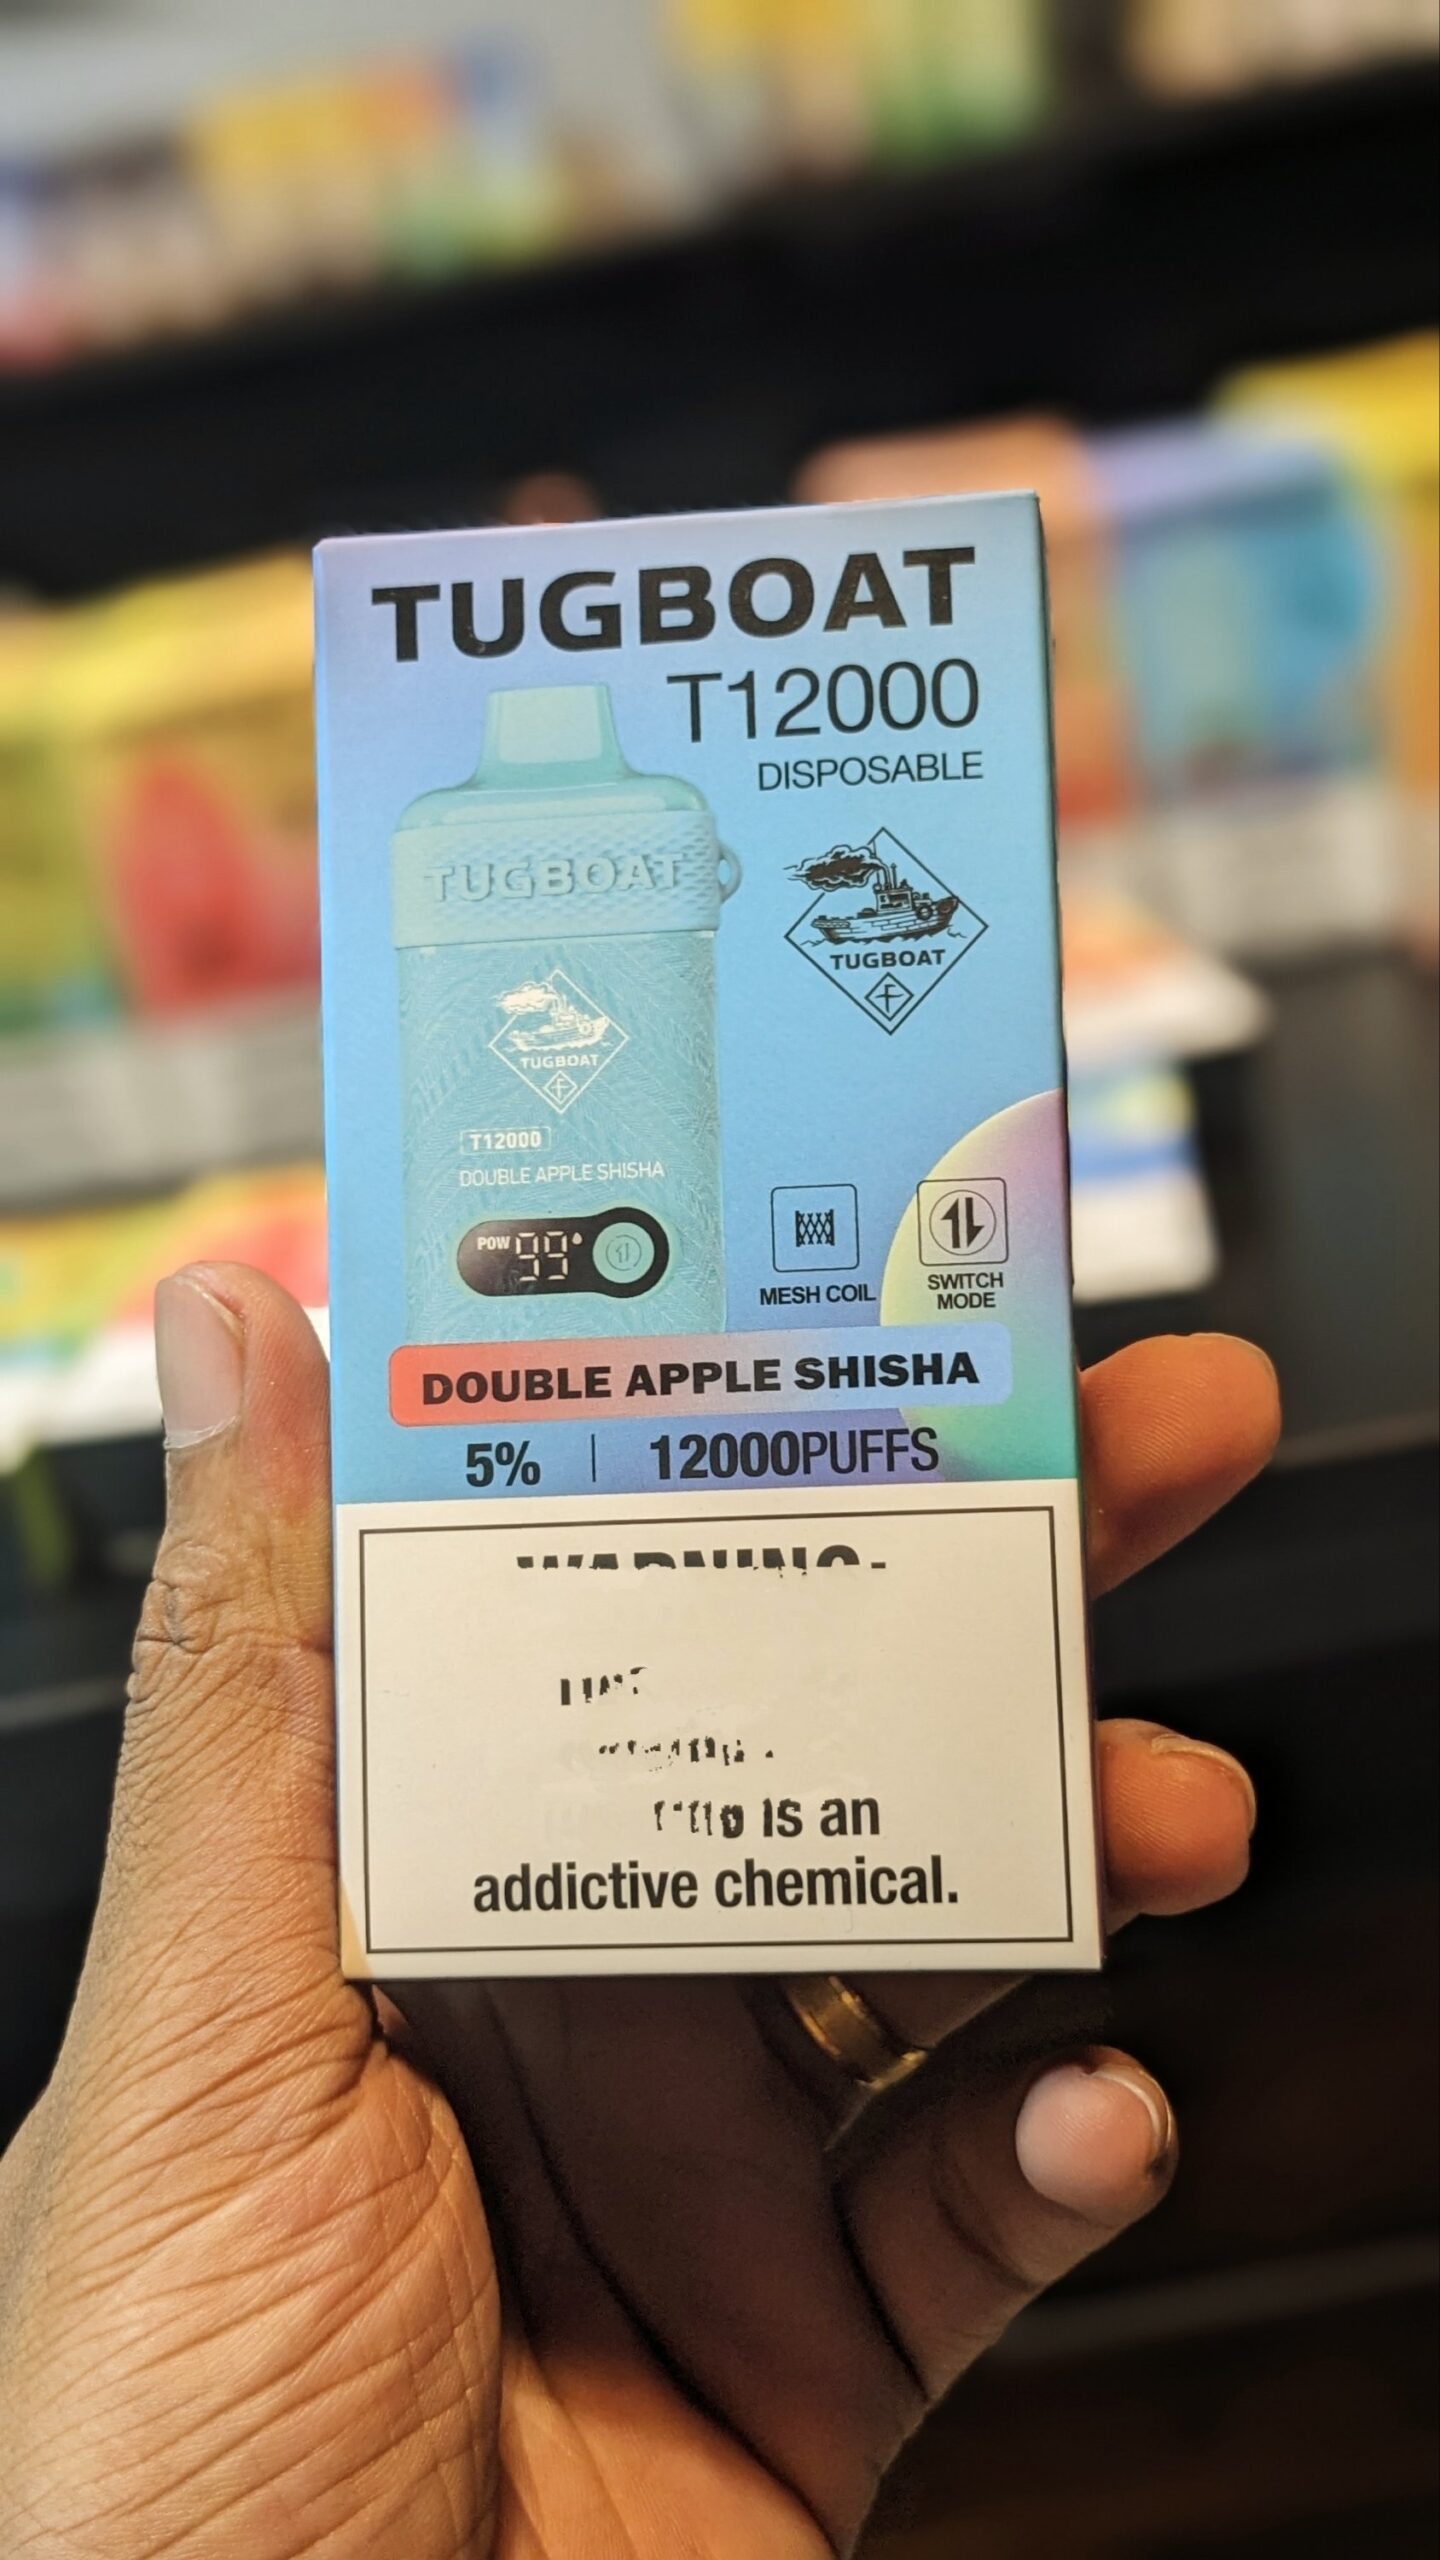 TUGBOAT
T12000
DISPOSABLE
TUGBOAT
TUGBOAT
TUGBOAT
T12000
DOUBLE APPLE SHISHA
POW 99
MESH COIL
SWITCH
MODE
DOUBLE APPLE SHISHA
5% | 12000PUFFS
is an
addictive chemical.